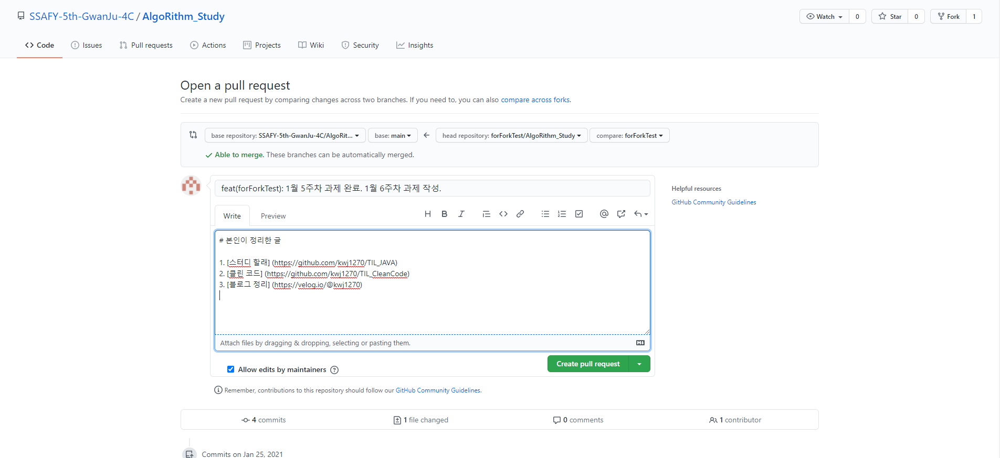 SSAFY-5th-GwanJu-4C / AlgoRithm_Study
Watch 0 Star 0 Fork 1
Code Issues Pull requests Actions Projects Wiki Security Insights
Open a pull request
Create a new pull request by comparing changes across two branches. If you need to, you can also compare across forks.
base repository: SSAFY-5th-GwanJu-4C/AlgoRit... base: main head repository: forForkTest/AlgoRithm_Study compare: forForkTest
Able to merge. These branches can be automatically merged.
feat(forForkTest): 1월 5주차 과제 완료. 1월 6주차 과제 작성.
Helpful resources
GitHub Community Guidelines
Write Preview
# 본인이 정리한 글
1. [스터디 할래] (https://github.com/kwj1270/TIL_JAVA)
2. [클린 코드] (https://github.com/kwj1270/TIL_CleanCode)
3. [블로그 정리] (https://velog.io/@kwj1270)
Attach files by dragging & dropping, selecting or pasting them.
Allow edits by maintainers
Create pull request
Remember, contributions to this repository should follow our GitHub Community Guidelines.
4 commits 1 file changed 0 comments 1 contributor
Commits on Jan 25, 2021